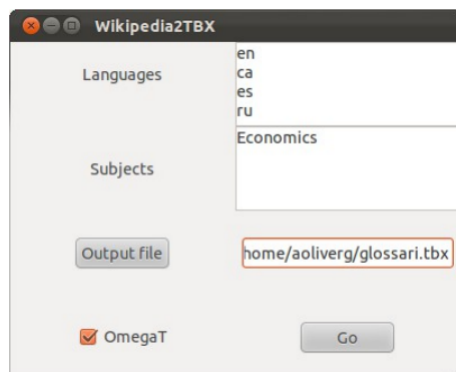 Wikipedia2TBX
Languages
en
ca
es
ru
Subjects
Economics
Output file
home/aoliverg/glossari.tbx
OmegaT
Go